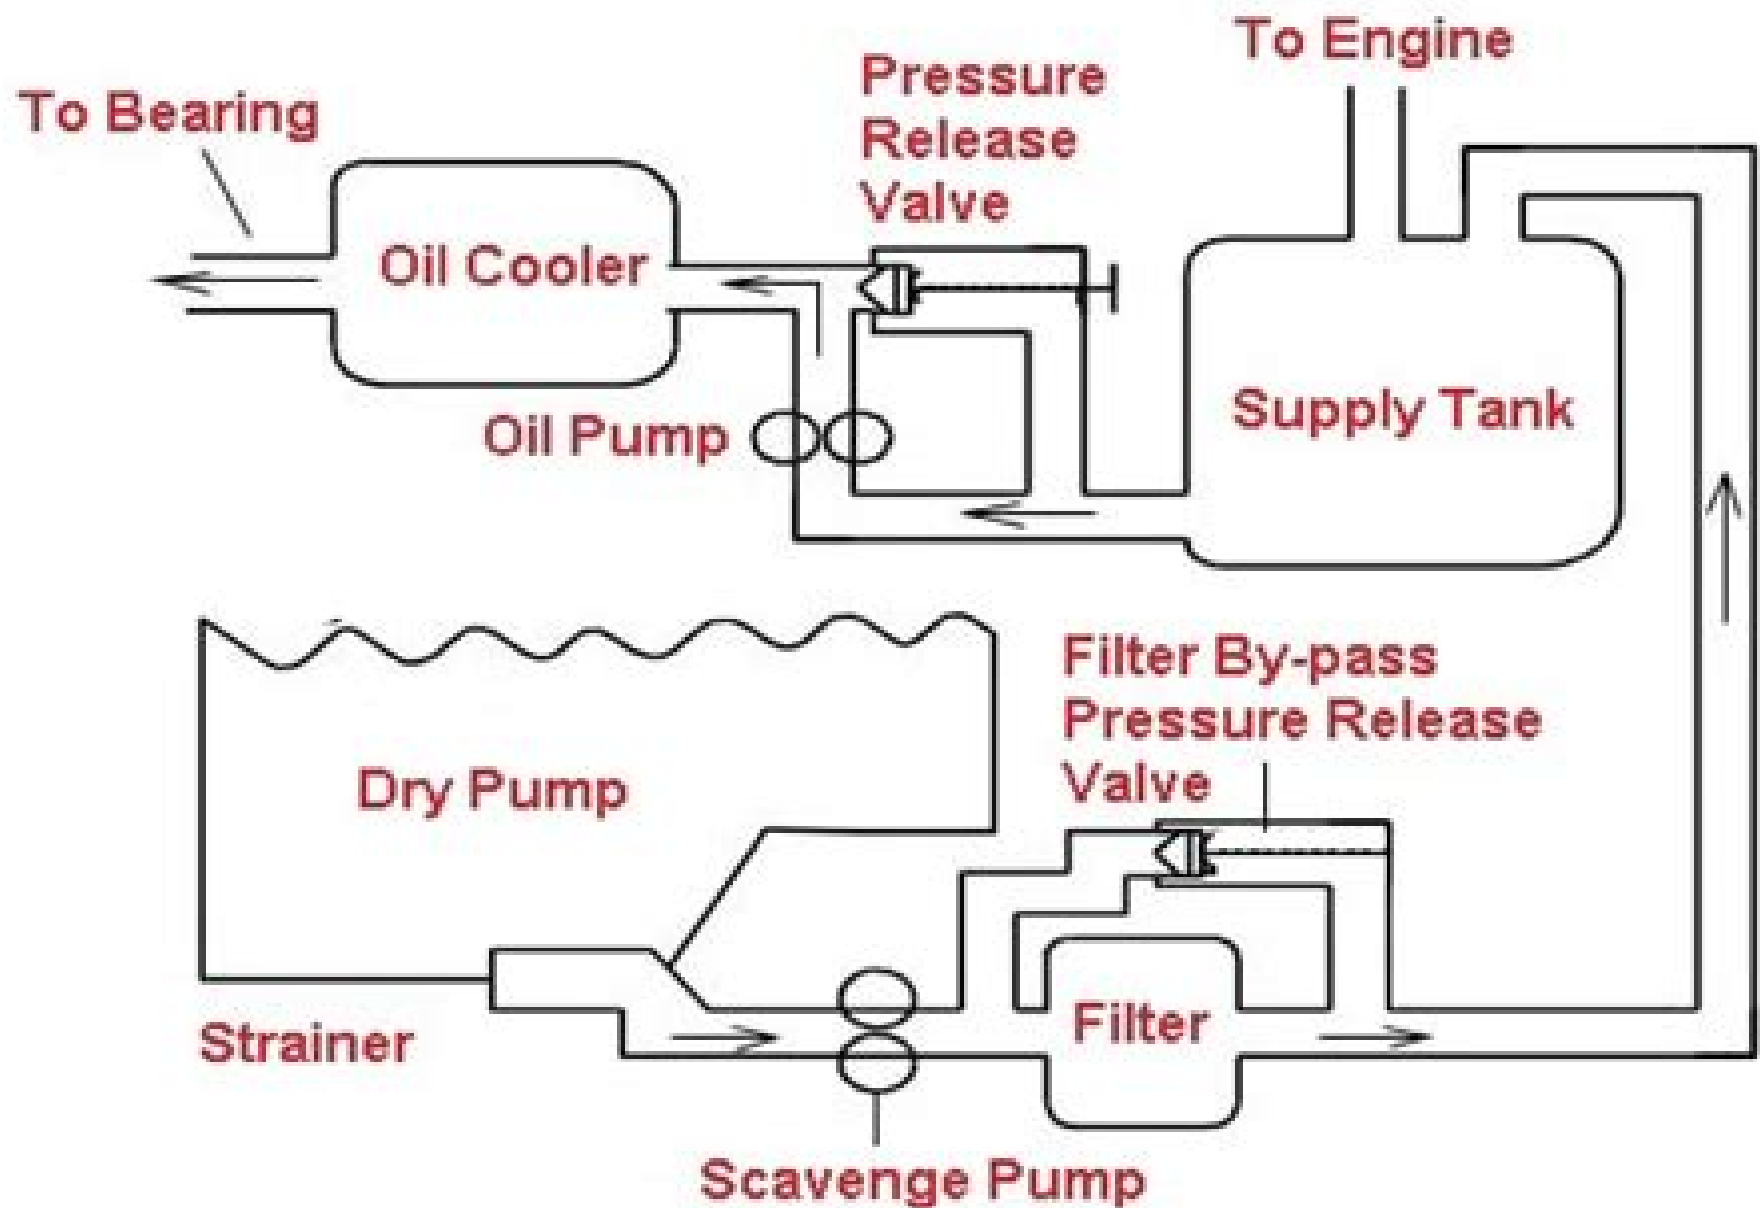 To Engine
Pressure
Release
Valve
To Bearing
Oil Cooler
Supply Tank
Oil Pump
Filter By-pass
Pressure Release
Valve
Dry Pump
Filter
Strainer
Scavenge Pump